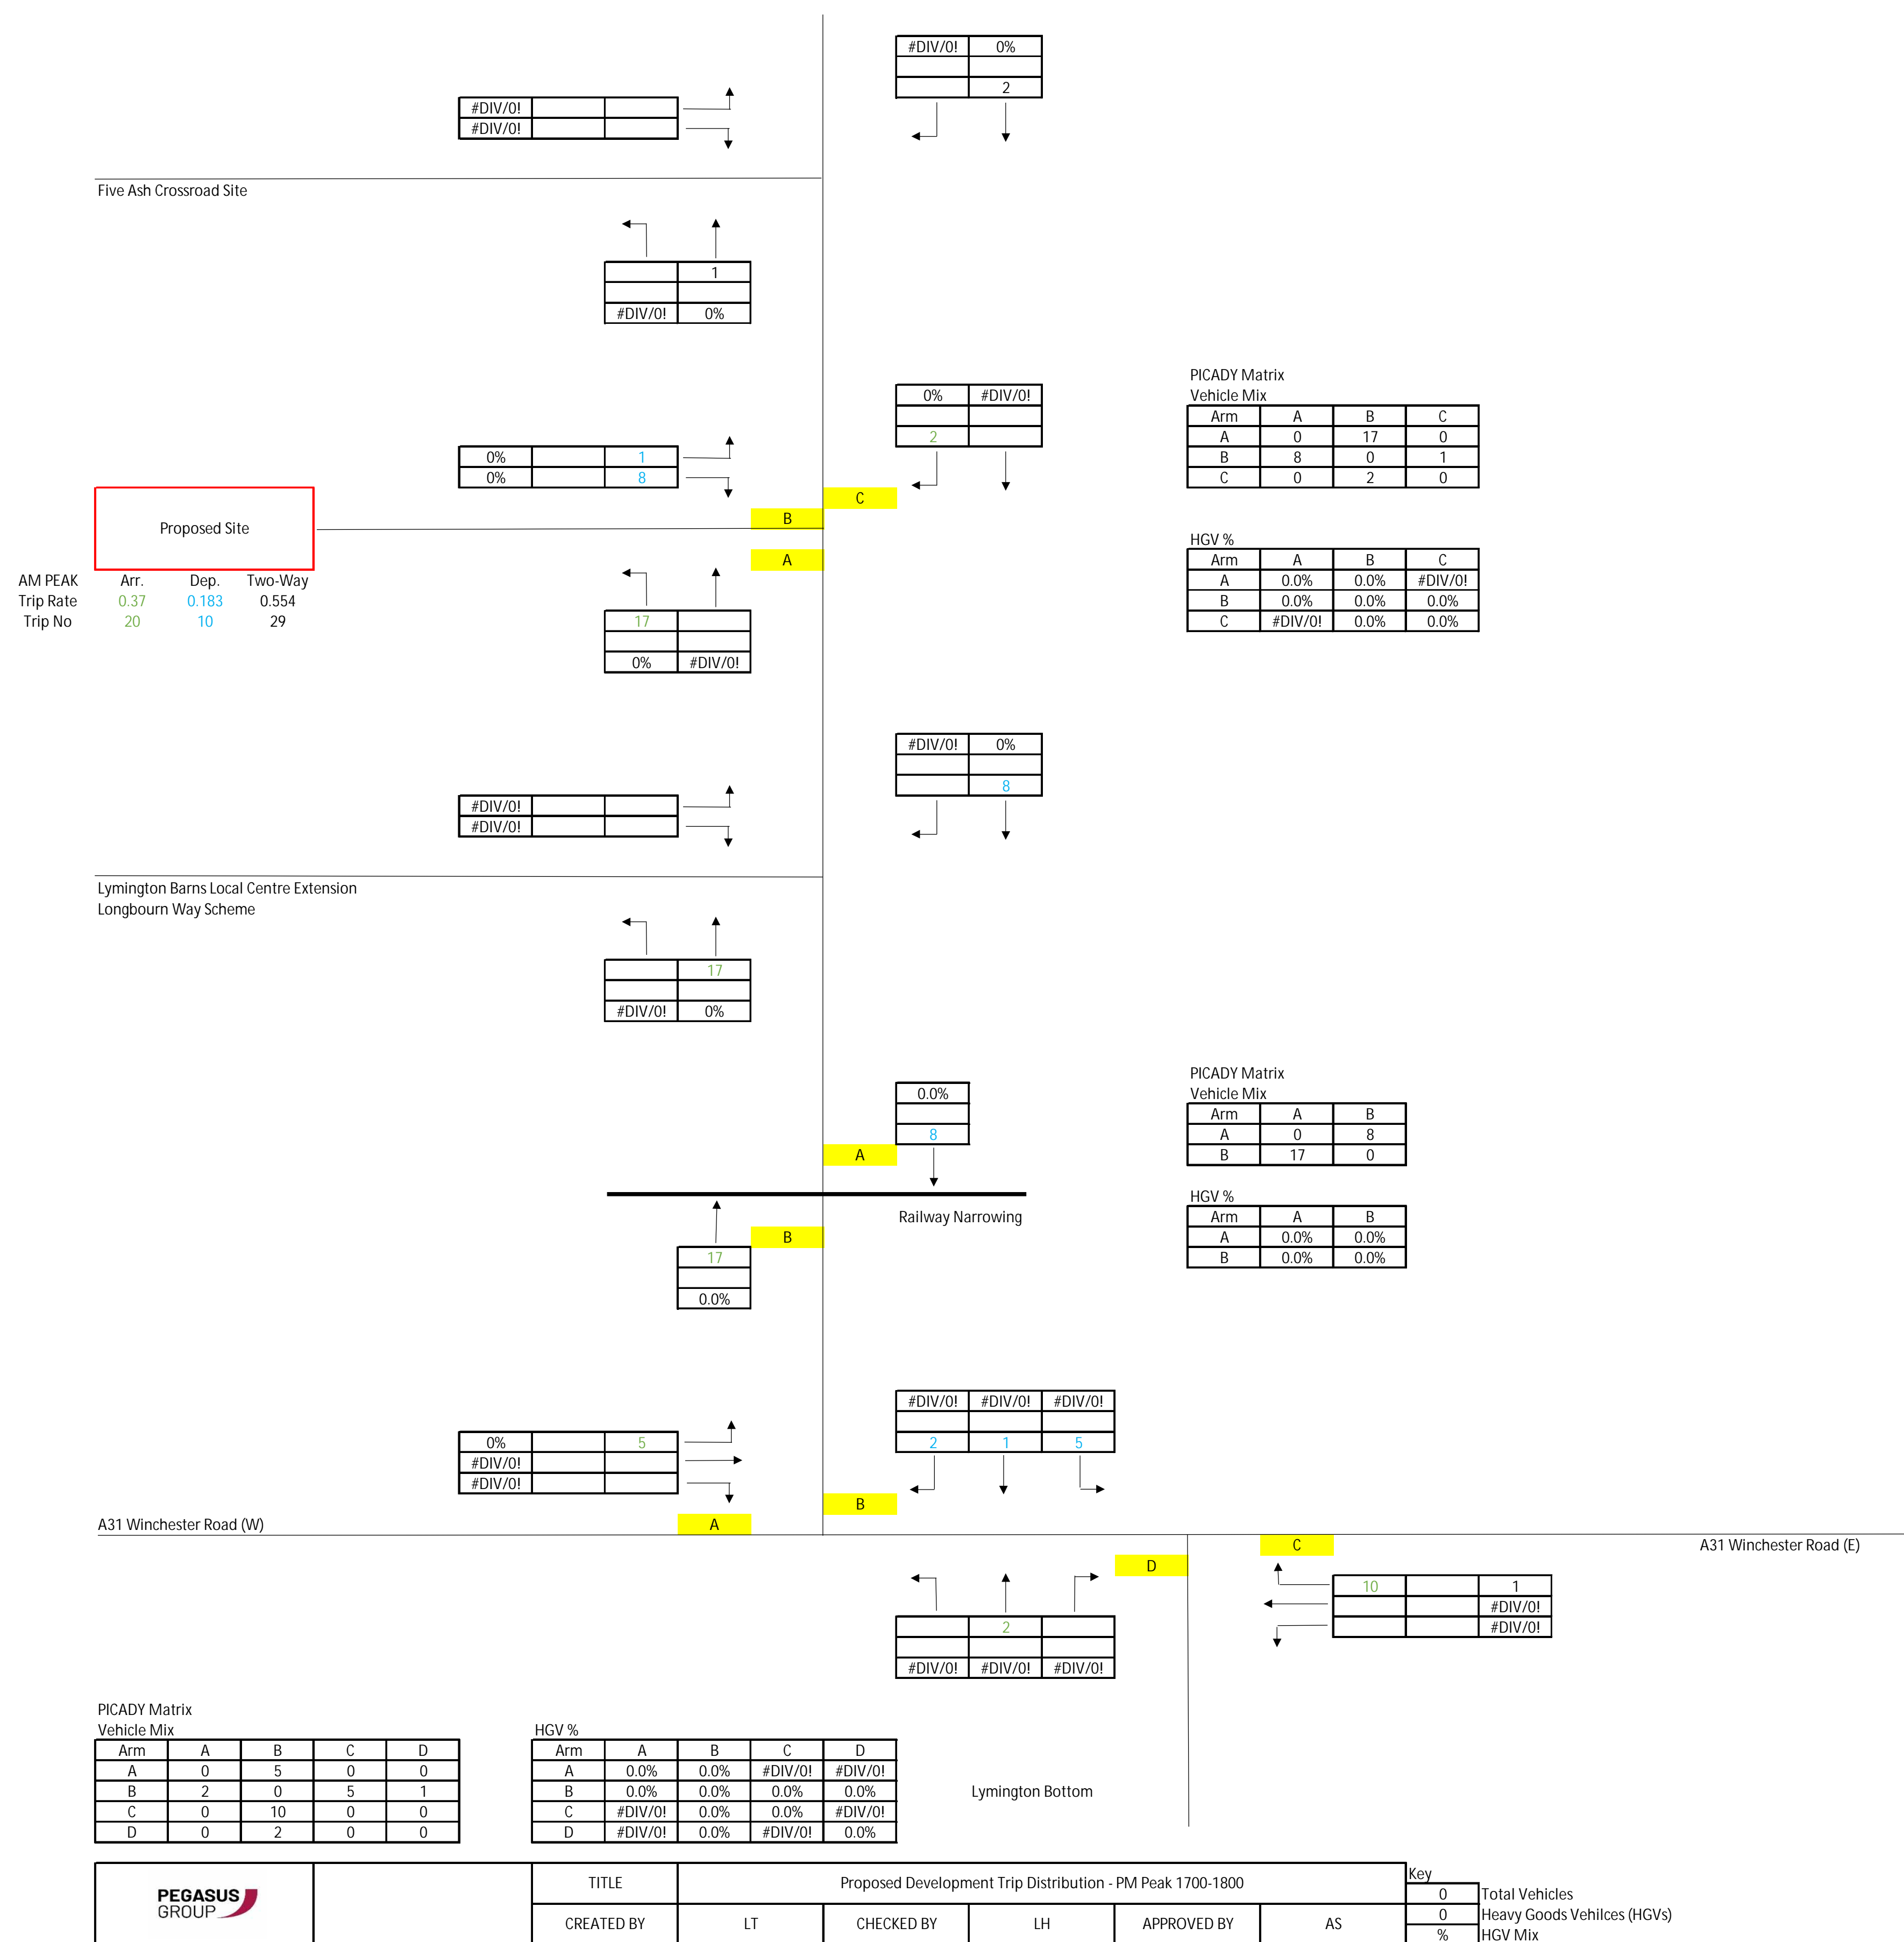 #DIV/0! 0%
2
#DIV/0!
#DIV/0!
Five Ash Crossroad Site
1
#DIV/0! 0%
PICADY Matrix
Vehicle Mix
0% #DIV/0!
2
Arm A B C
A 0 17 0
B 8 0 1
C 0 2 0
0% 1
0% 8
C
B
Proposed Site
A
HGV %
Arm A B C
A 0.0% 0.0% #DIV/0!
B 0.0% 0.0% 0.0%
C #DIV/0! 0.0% 0.0%
AM PEAK Arr. Dep. Two-Way
Trip Rate 0.37 0.183 0.554
Trip No 20 10 29
17
0% #DIV/0!
#DIV/0! 0%
8
#DIV/0!
#DIV/0!
Lymington Barns Local Centre Extension
Longbourn Way Scheme
17
#DIV/0! 0%
PICADY Matrix
Vehicle Mix
0.0%
8
Arm A B
A 0 8
B 17 0
A
Railway Narrowing
HGV %
Arm A B
A 0.0% 0.0%
B 0.0% 0.0%
B
17
0.0%
#DIV/0! #DIV/0! #DIV/0!
2 1 5
0% 5
#DIV/0!
#DIV/0!
B
A31 Winchester Road (W)
A
C
A31 Winchester Road (E)
D
10 1
#DIV/0!
#DIV/0!
2
#DIV/0! #DIV/0! #DIV/0!
PICADY Matrix
Vehicle Mix
Arm A B C D
A 0 5 0 0
B 2 0 5 1
C 0 10 0 0
D 0 2 0 0
HGV %
Arm A B C D
A 0.0% 0.0% #DIV/0! #DIV/0!
B 0.0% 0.0% 0.0% 0.0%
C #DIV/0! 0.0% 0.0% #DIV/0!
D #DIV/0! 0.0% #DIV/0! 0.0%
Lymington Bottom
PEGASUS
GROUP
TITLE Proposed Development Trip Distribution - PM Peak 1700-1800
CREATED BY LT CHECKED BY LH APPROVED BY AS
Key
0 Total Vehicles
0 Heavy Goods Vehilces (HGVs)
% HGV Mix